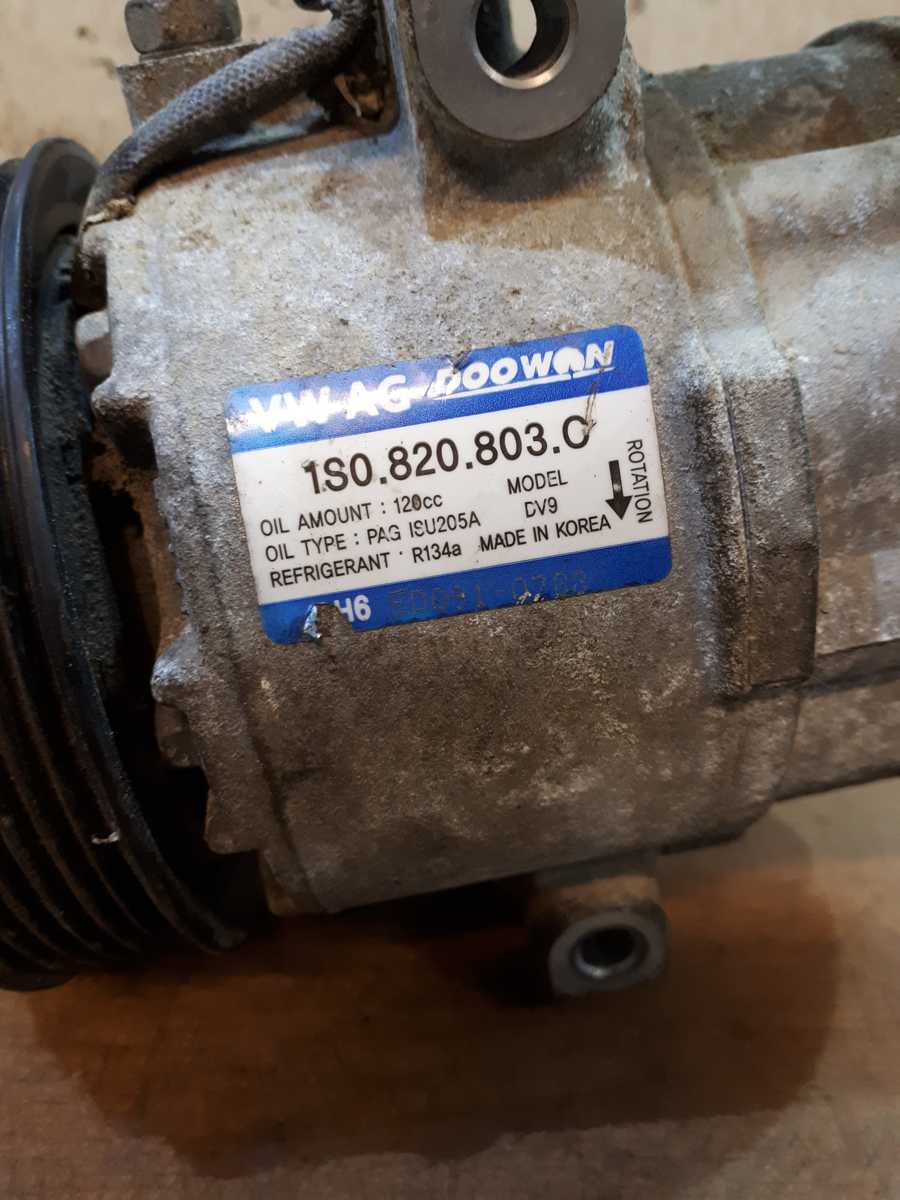 VW AG DOOWON
1S0.820.803.C
OIL AMOUNT : 120cc MODEL
OIL TYPE : PAG ISU205A DV9
REFRIGERANT : R134a MADE IN KOREA
ROTATION
H6